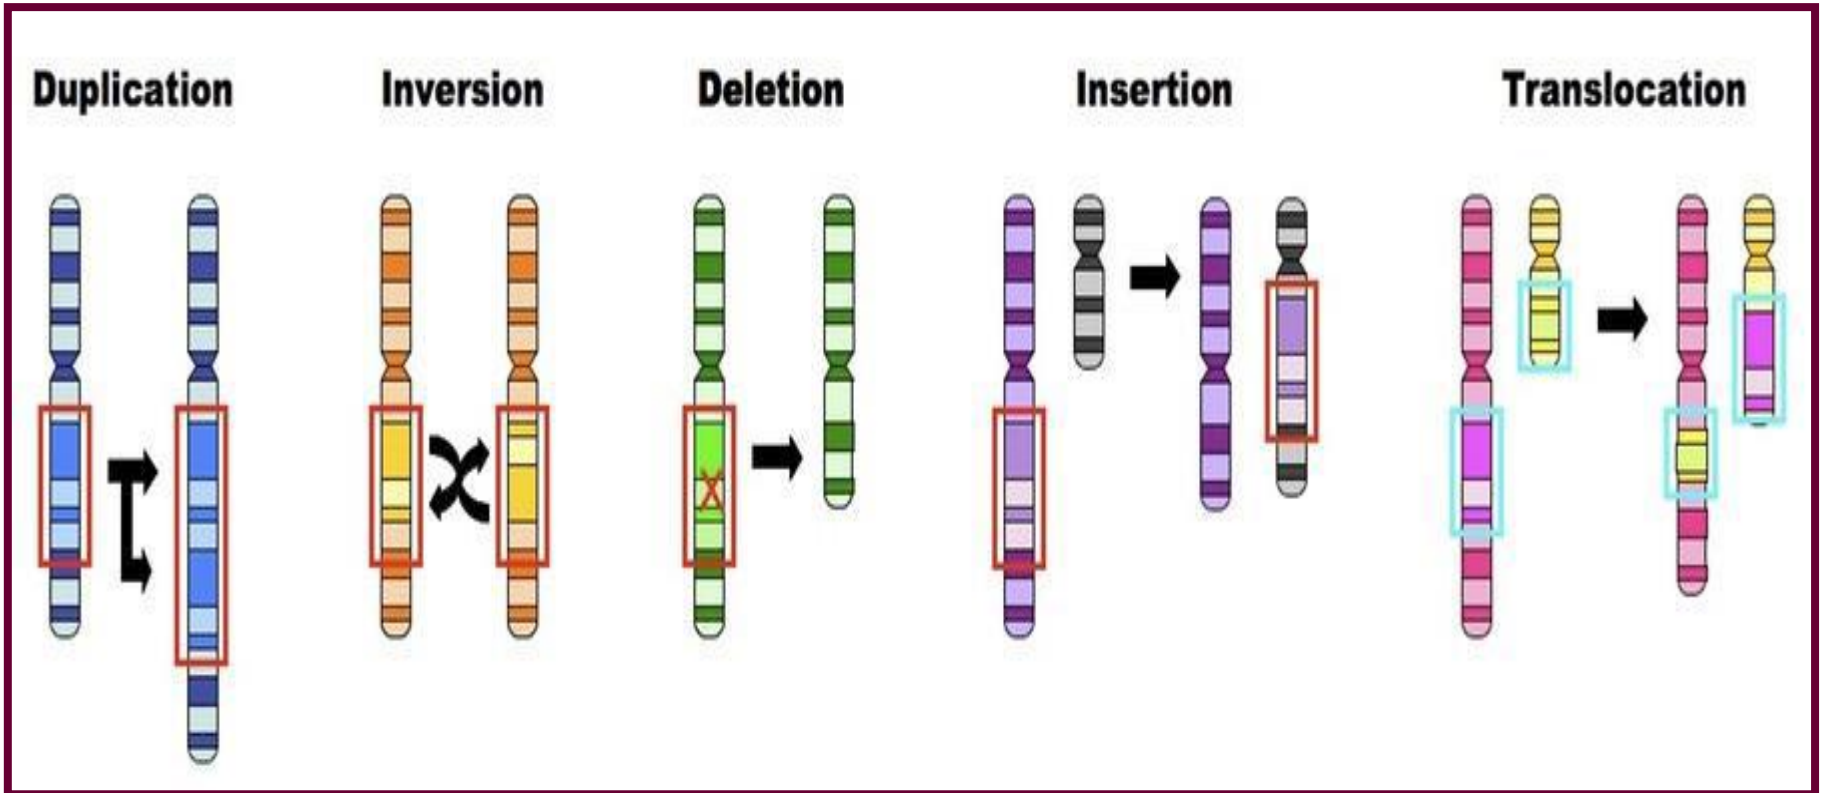 Duplication
Inversion
Deletion
Insertion
Translocation